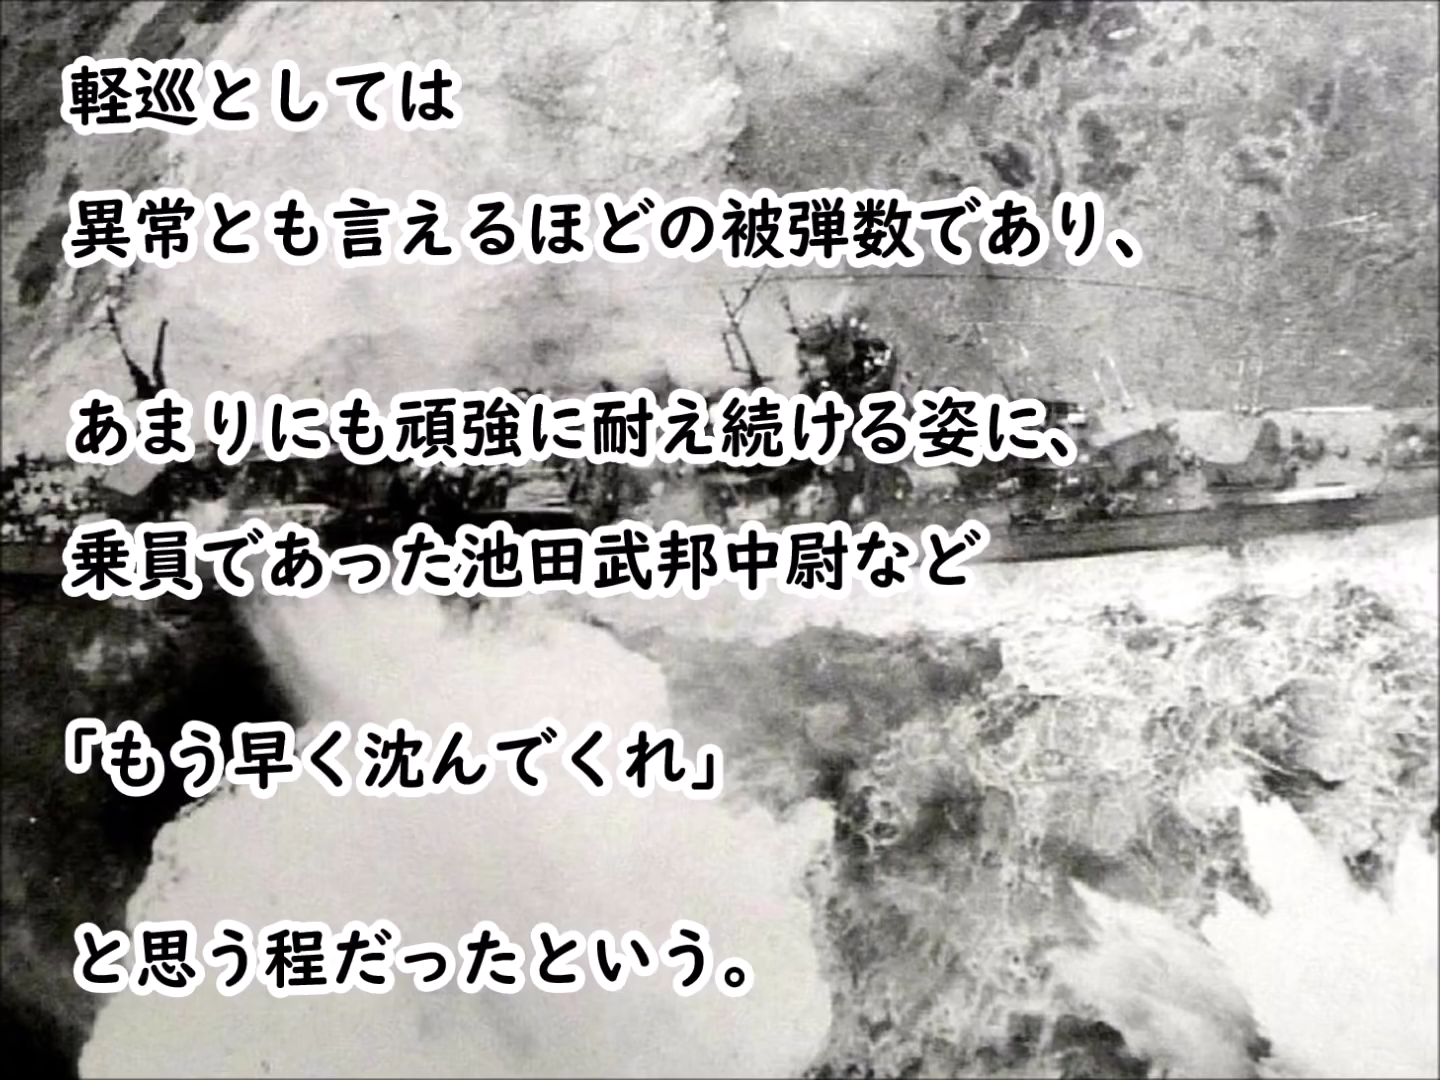 軽巡としては
異常とも言えるほどの被弾数であり、
あまりにも頑強に耐え続ける姿に、
乗員であった池田武邦中尉など
「もう早く沈んでくれ」
と思う程だったという。